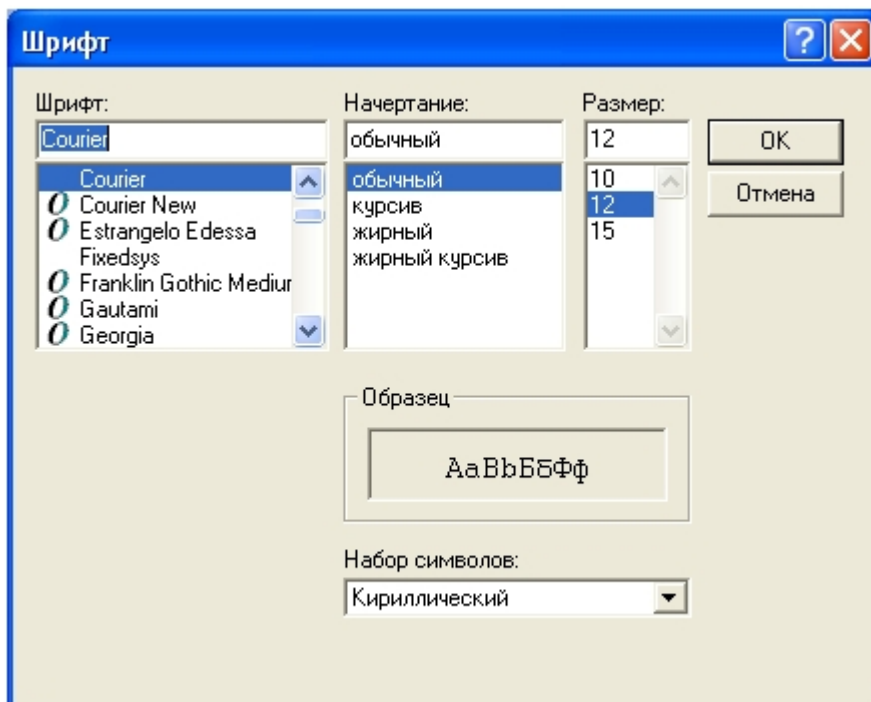 Шрифт
Шрифт:
Courier
Courier
Courier New
Estrangelo Edessa
Fixedsys
Franklin Gothic Mediur
Gautami
Georgia
Начертание:
обычный
обычный
курсив
жирный
жирный курсив
Размер:
12
10
12
15
OK
Отмена
Образец
АаВbБбФф
Набор символов:
Кириллический